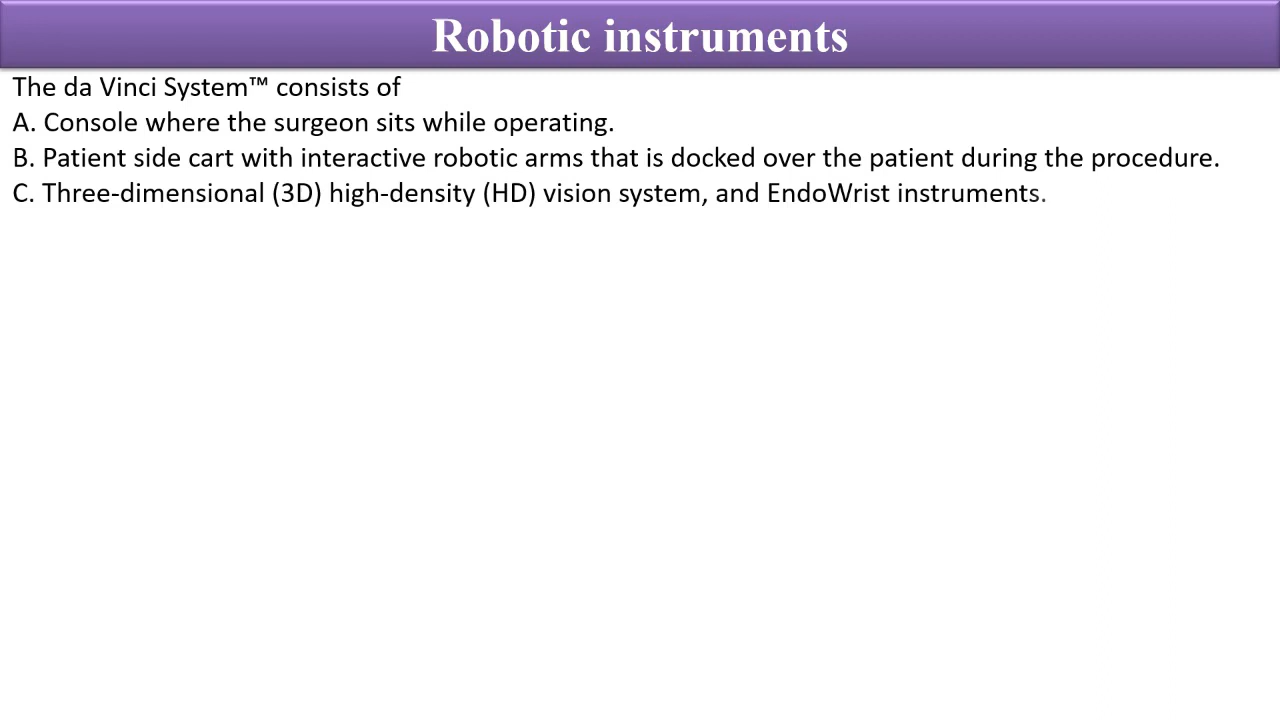 Robotic instruments
The da Vinci System™ consists of
A. Console where the surgeon sits while operating.
B. Patient side cart with interactive robotic arms that is docked over the patient during the procedure.
C. Three-dimensional (3D) high-density (HD) vision system, and EndoWrist instruments.